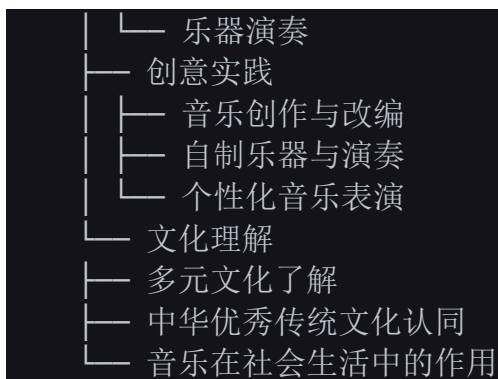 │ └── 乐器演奏
├── 创意实践
│ ├── 音乐创作与改编
│ ├── 自制乐器与演奏
│ └── 个性化音乐表演
└── 文化理解
├── 多元文化了解
├── 中华优秀传统文化认同
└── 音乐在社会生活中的作用